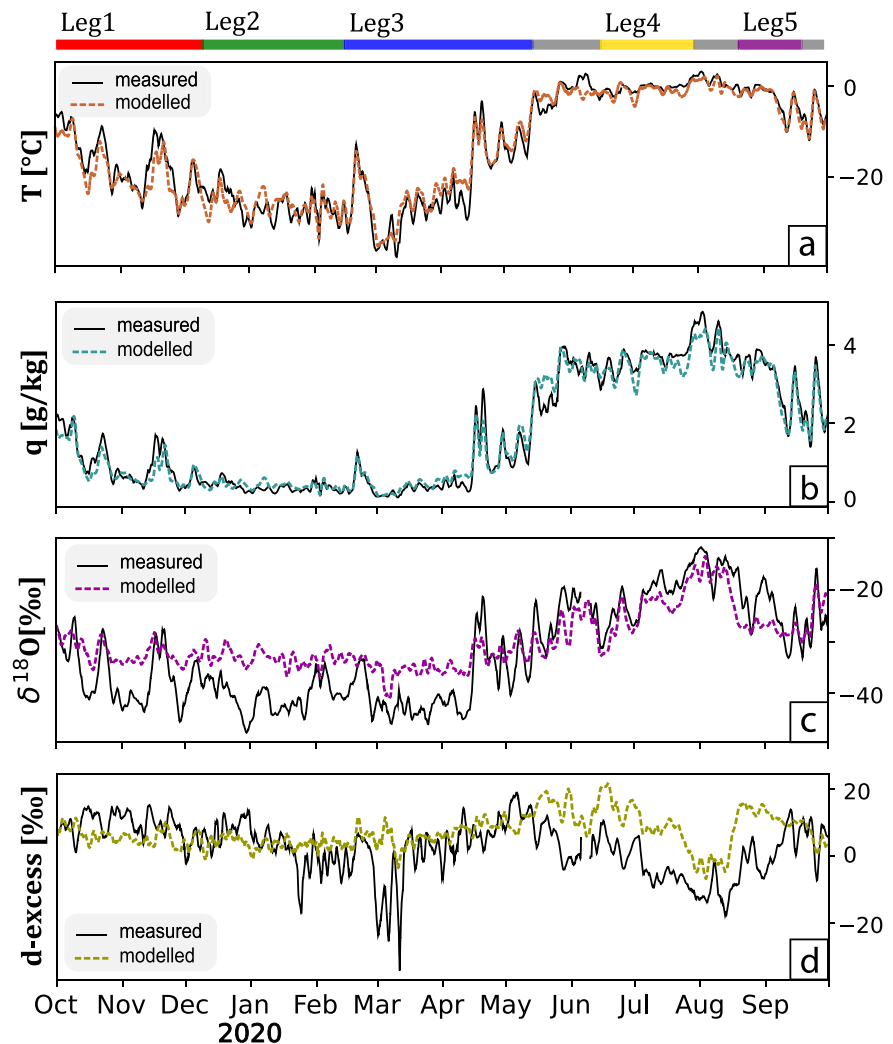 Leg1 Leg2 Leg3 Leg4 Leg5
measured
modelled
T [°C]
0
−20
a
measured
modelled
q [g/kg]
4
2
0
b
measured
modelled
δ¹⁸O[‰]
−20
−40
c
d-excess [‰]
20
0
−20
measured
modelled
d
Oct Nov Dec Jan Feb Mar Apr May Jun Jul Aug Sep
2020